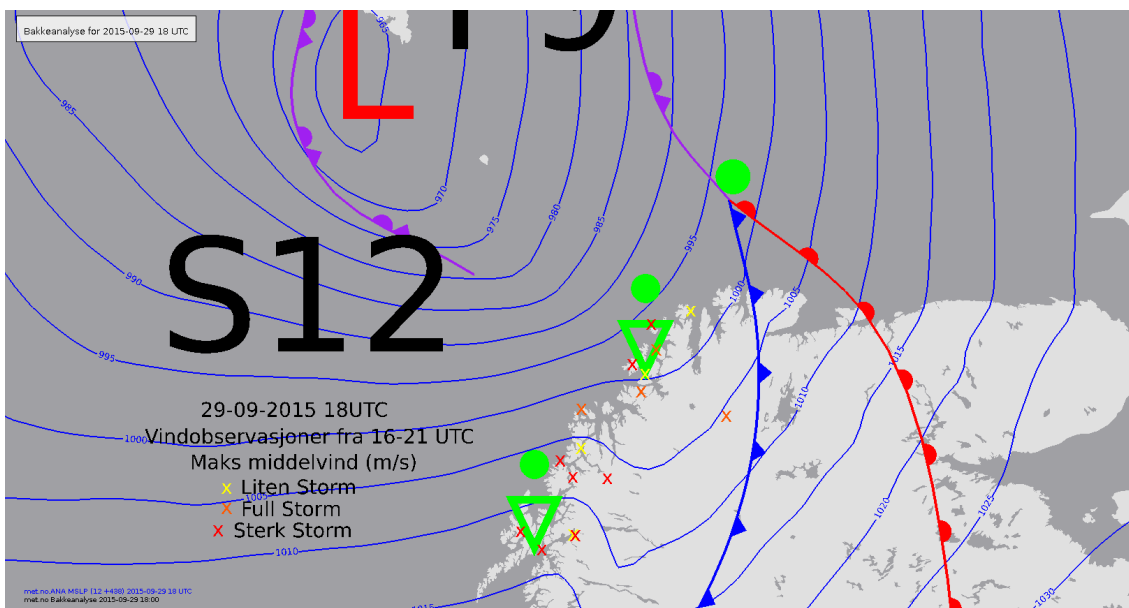 Bakkeanalyse for 2015-09-29 18 UTC
965
L
985
970
975
980
985
990
995
S12
1000
1005
995
1015
29-09-2015 18UTC
1010
1000
Vindobservasjoner fra 16-21 UTC
Maks middelvind (m/s)
x Liten Storm
1005
x Full Storm
1020
1025
x Sterk Storm
1010
met.no.ANA MSLP (12 ++438) 2015-09-29 18 UTC
met.no Bakkeanalyse 2015-09-29 18:00
1015
1030